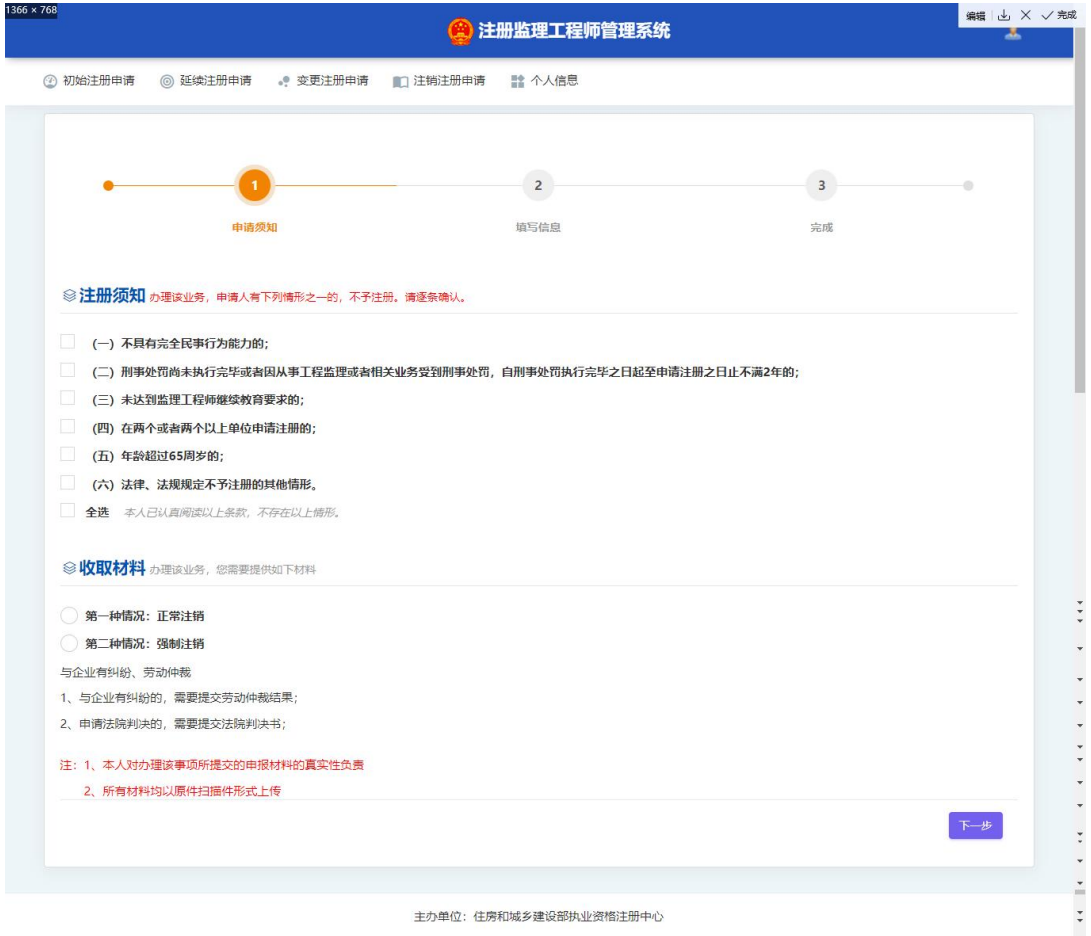 1366 × 768
编辑 完成
注册监理工程师管理系统
初始注册申请 延续注册申请 变更注册申请 注销注册申请 个人信息
1 2 3
申请须知 填写信息 完成
注册须知 办理该业务，申请人有下列情形之一的，不予注册。请逐条确认。
(一) 不具有完全民事行为能力的；
(二) 刑事处罚尚未执行完毕或者因从事工程监理或者相关业务受到刑事处罚，自刑事处罚执行完毕之日起至申请注册之日止不满2年的；
(三) 未达到监理工程师继续教育要求的；
(四) 在两个或者两个以上单位申请注册的；
(五) 年龄超过65周岁的；
(六) 法律、法规规定不予注册的其他情形。
全选 本人已认真阅读以上条款，不存在以上情形。
收取材料 办理该业务，您需要提供如下材料
第一种情况：正常注销
第二种情况：强制注销
与企业有纠纷、劳动仲裁
1、与企业有纠纷的，需要提交劳动仲裁结果；
2、申请法院判决的，需要提交法院判决书；
注：1、本人对办理该事项所提交的申报材料的真实性负责
2、所有材料均以原件扫描件形式上传
下一步
主办单位：住房和城乡建设部执业资格注册中心